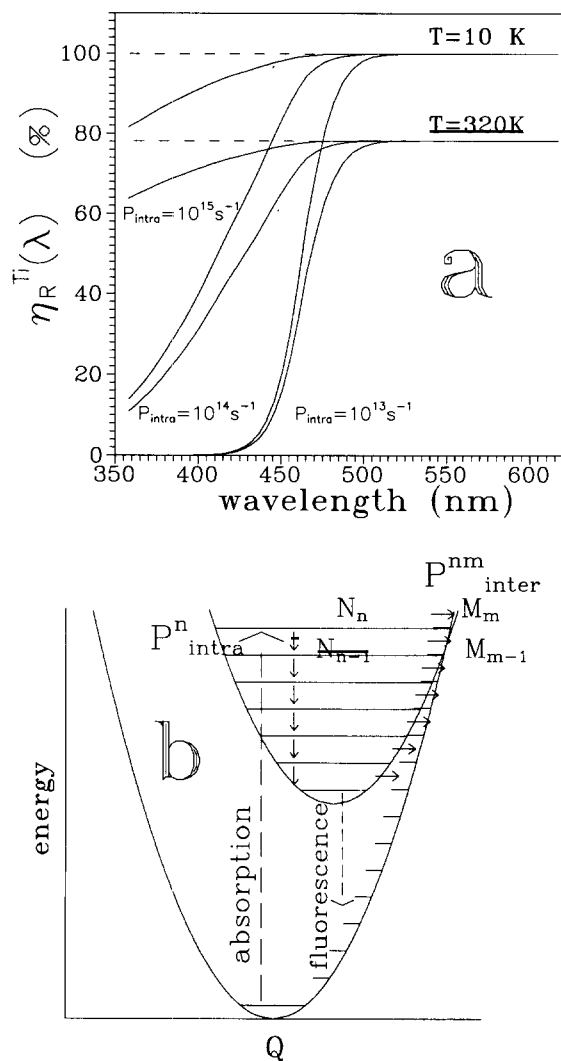 T=10 K
T=320K
100
80
60
40
20
0
η_R^Ti(λ) (%)
P_intra=10^15 s^-1
P_intra=10^14 s^-1
P_intra=10^13 s^-1
a
350 400 450 500 550 600
wavelength (nm)
P^nm_inter
N_n
M_m
P^n_intra
N_n-1
M_m-1
b
energy
absorption
fluorescence
Q